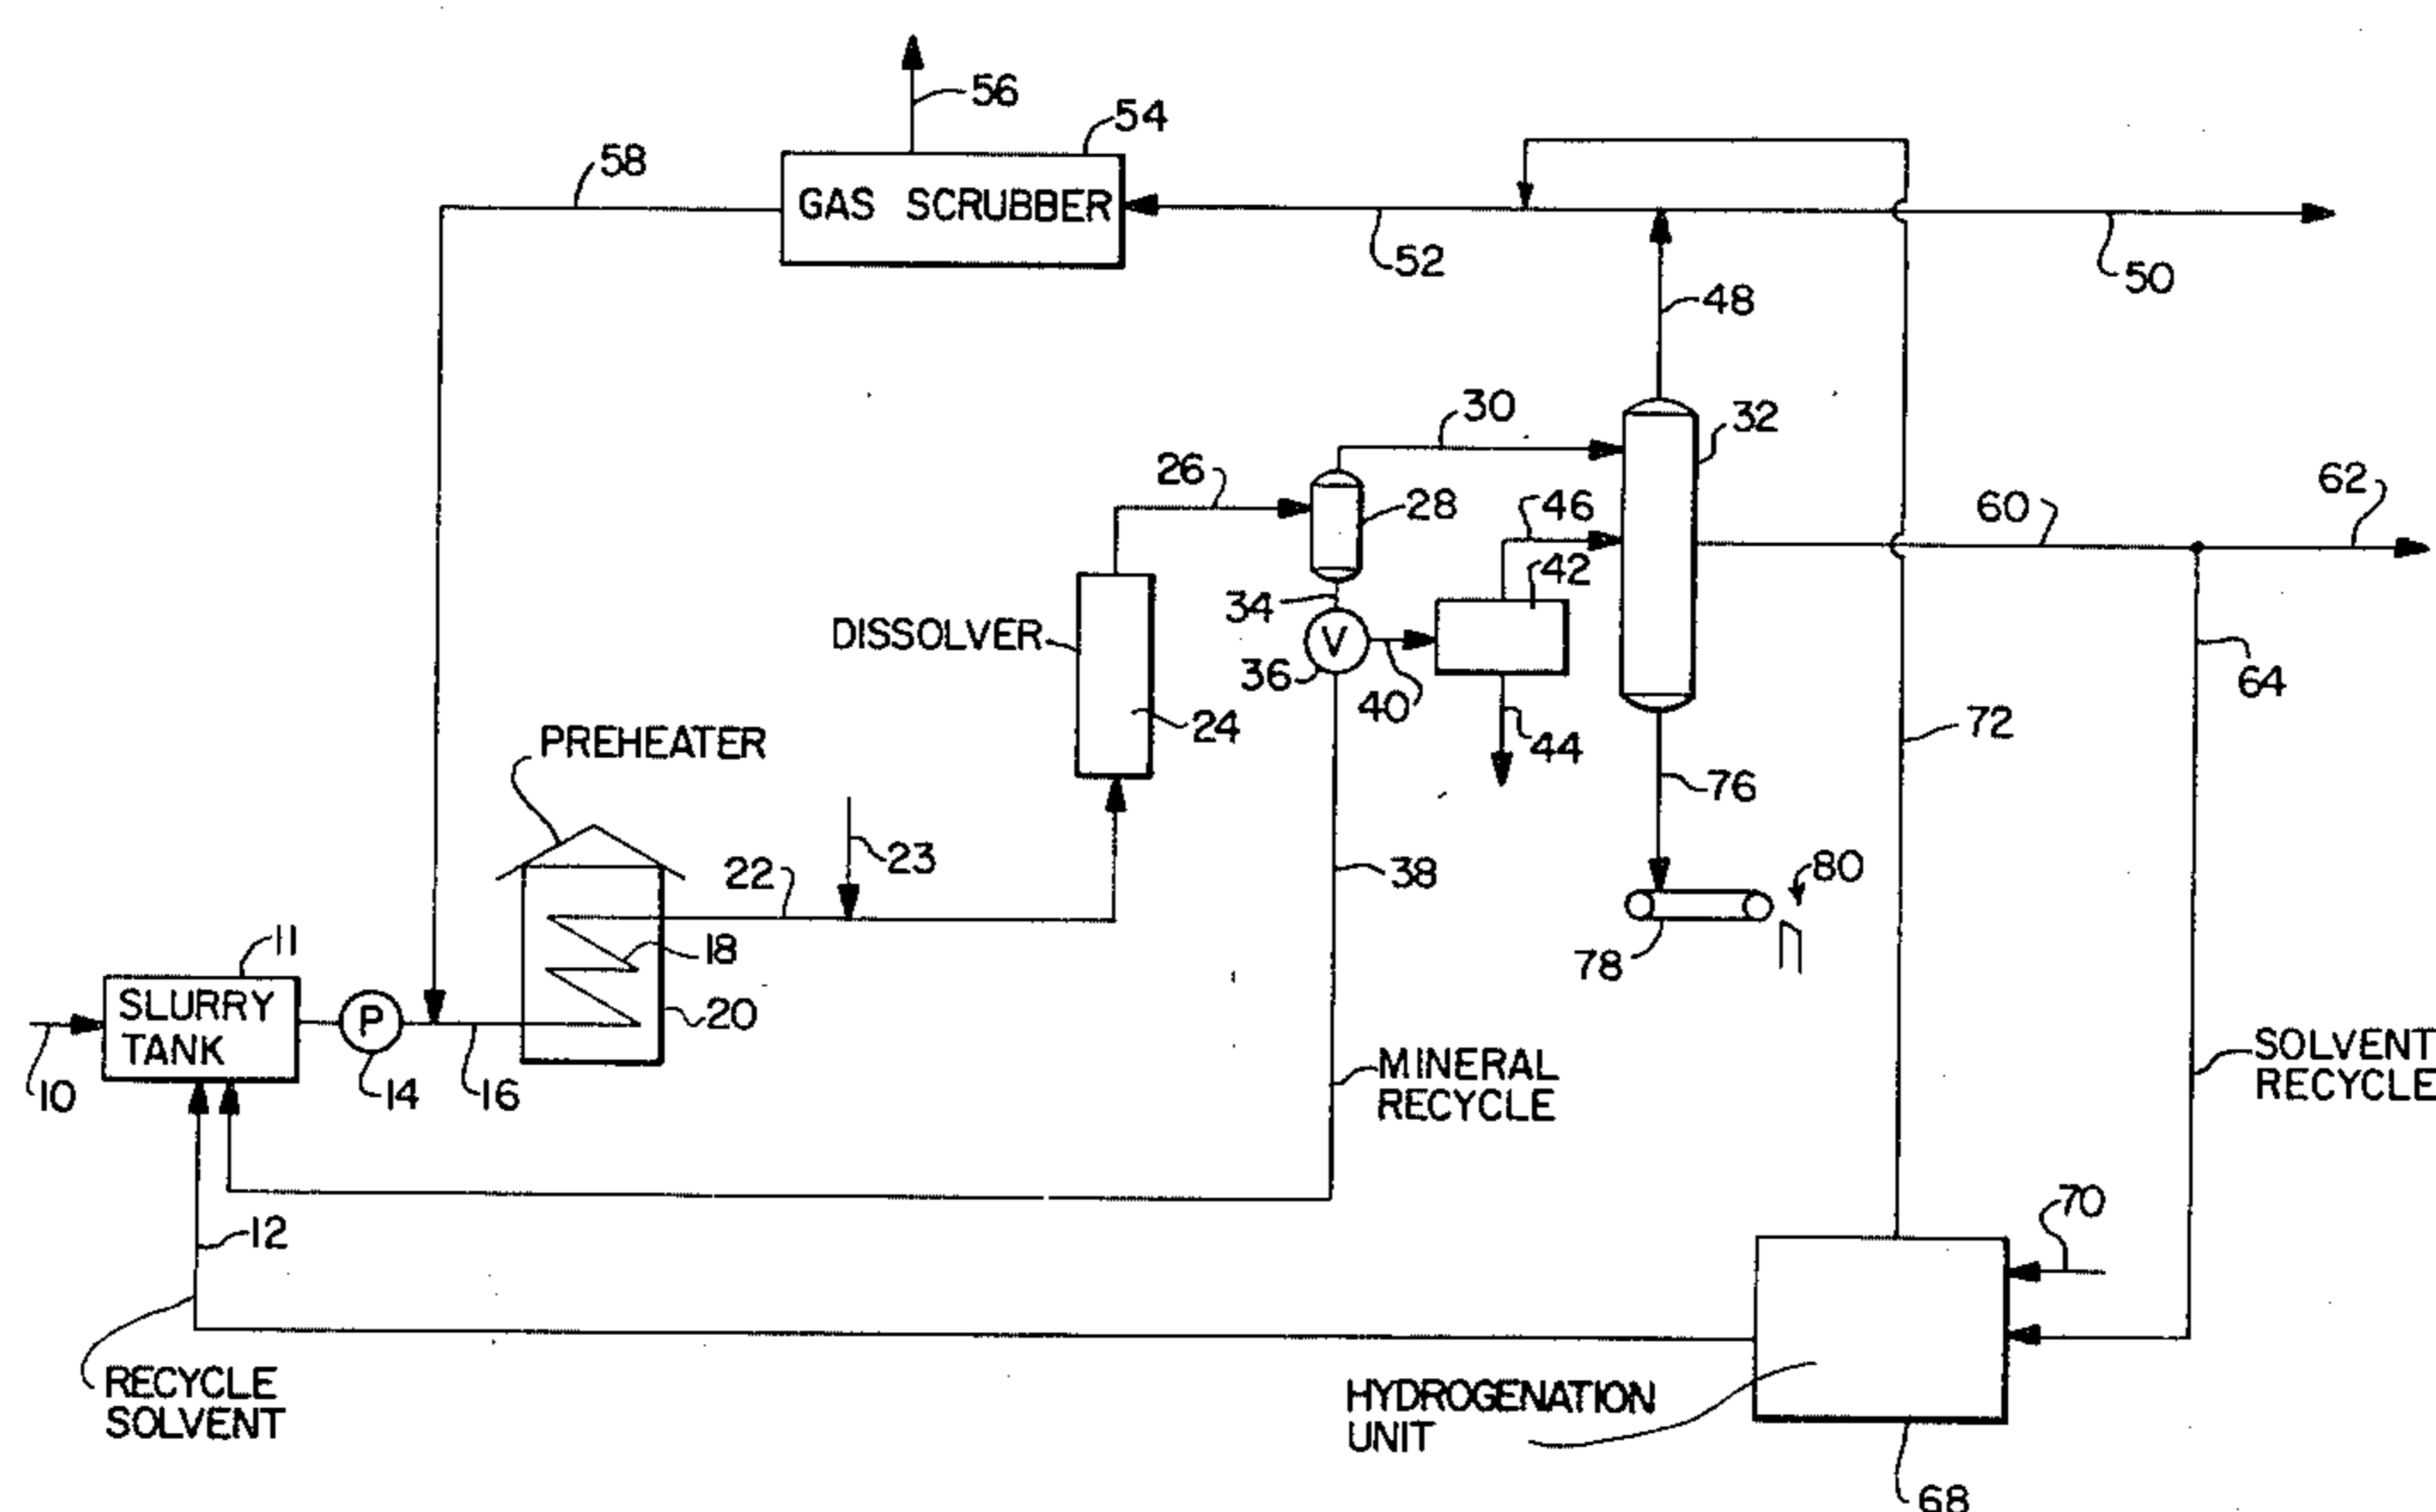 56
54
58
GAS SCRUBBER
52
50
48
30
32
26
28
46
60
62
42
34
DISSOLVER
V
36
40
24
44
64
72
PREHEATER
76
23
22
38
80
18
78
11
SLURRY
TANK
P
20
10
14
16
MINERAL
RECYCLE
SOLVENT
RECYCLE
12
70
RECYCLE
SOLVENT
HYDROGENATION
UNIT
68